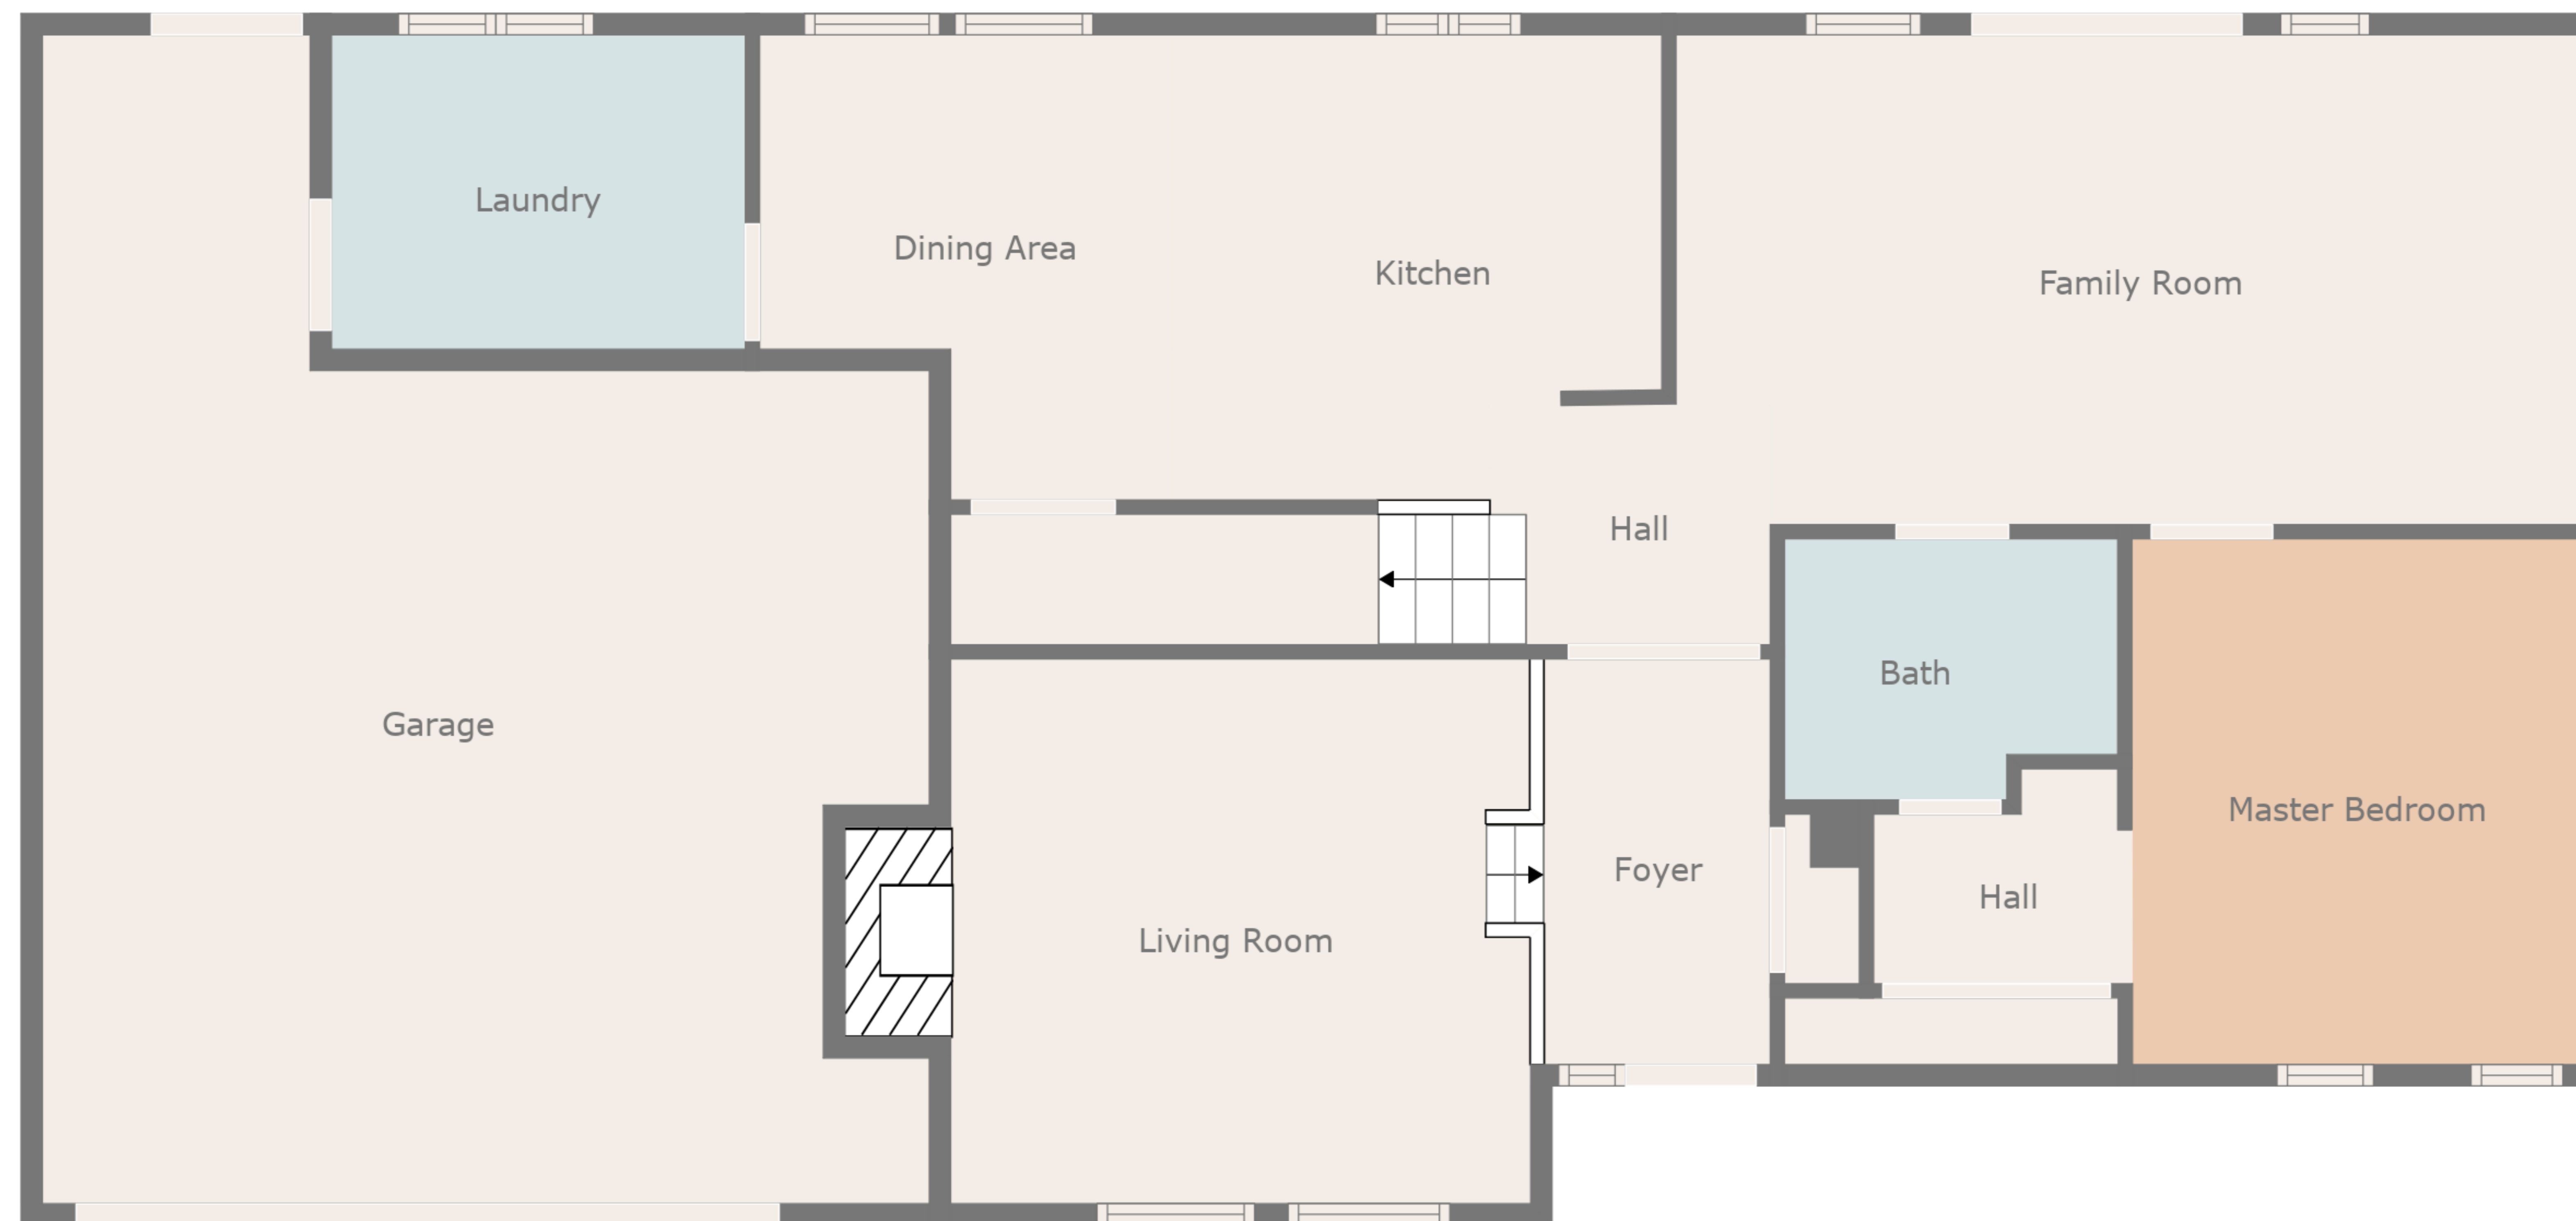 Laundry
Dining Area
Kitchen
Family Room
Hall
Bath
Garage
Master Bedroom
Foyer
Hall
Living Room